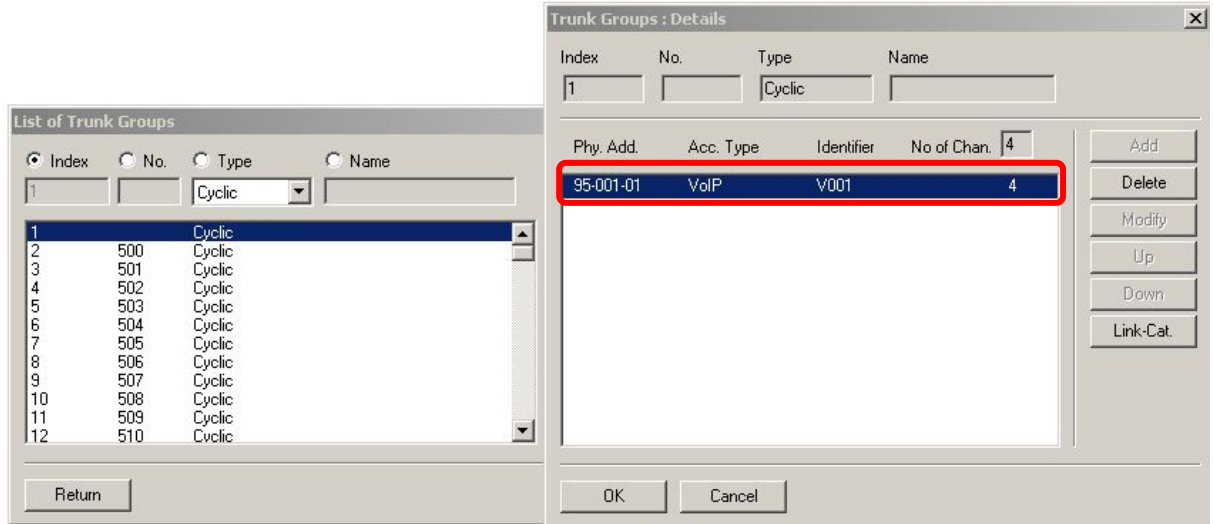 List of Trunk Groups
Index No. Type Name
1 Cyclic
1 Cyclic
2 500 Cyclic
3 501 Cyclic
4 502 Cyclic
5 503 Cyclic
6 504 Cyclic
7 505 Cyclic
8 506 Cyclic
9 507 Cyclic
10 508 Cyclic
11 509 Cyclic
12 510 Cyclic
Return
Trunk Groups : Details
Index No. Type Name
1 Cyclic
Phy. Add. Acc. Type Identifier No of Chan. 4
95-001-01 VoIP V001 4
Add
Delete
Modify
Up
Down
Link-Cat.
OK Cancel